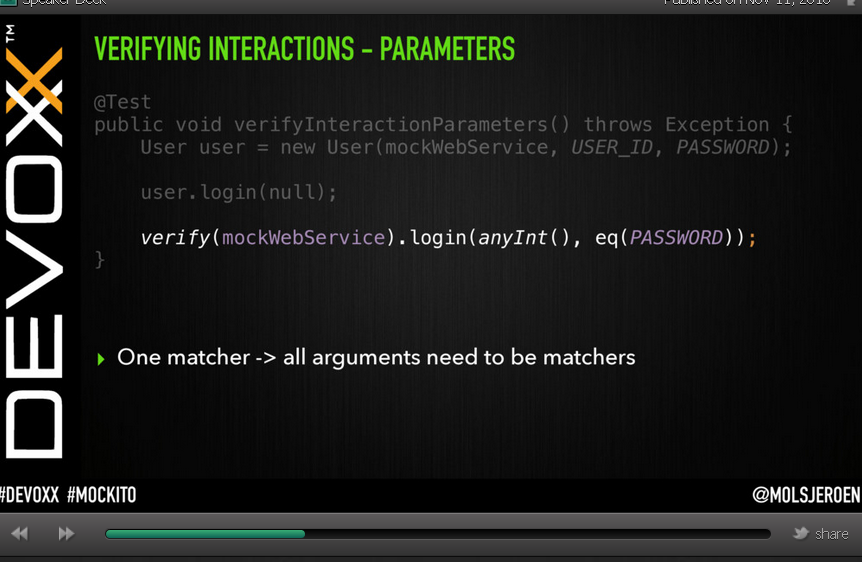 Speaker Deck
Published on Nov 11, 2016
DEVOXX™
VERIFYING INTERACTIONS - PARAMETERS
@Test
public void verifyInteractionParameters() throws Exception {
User user = new User(mockWebService, USER_ID, PASSWORD);
user.login(null);
verify(mockWebService).login(anyInt(), eq(PASSWORD));
}
One matcher -> all arguments need to be matchers
#DEVOXX #MOCKITO
@MOLSJEROEN
share